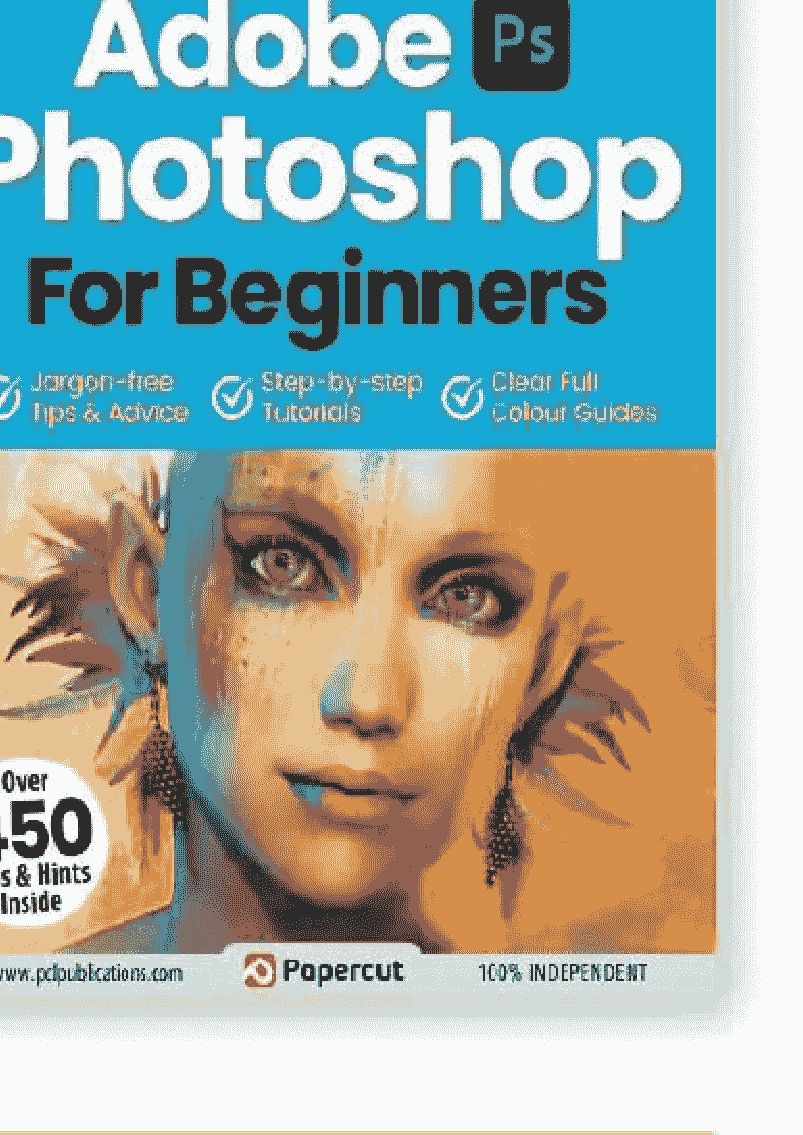 Adobe Ps
Photoshop
For Beginners
Jargon-free
Tips & Advice
Step-by-step
Tutorials
Clear Full
Colour Guides
Over
450
s & Hints
Inside
www.pclpublications.com
Papercut
100% INDEPENDENT